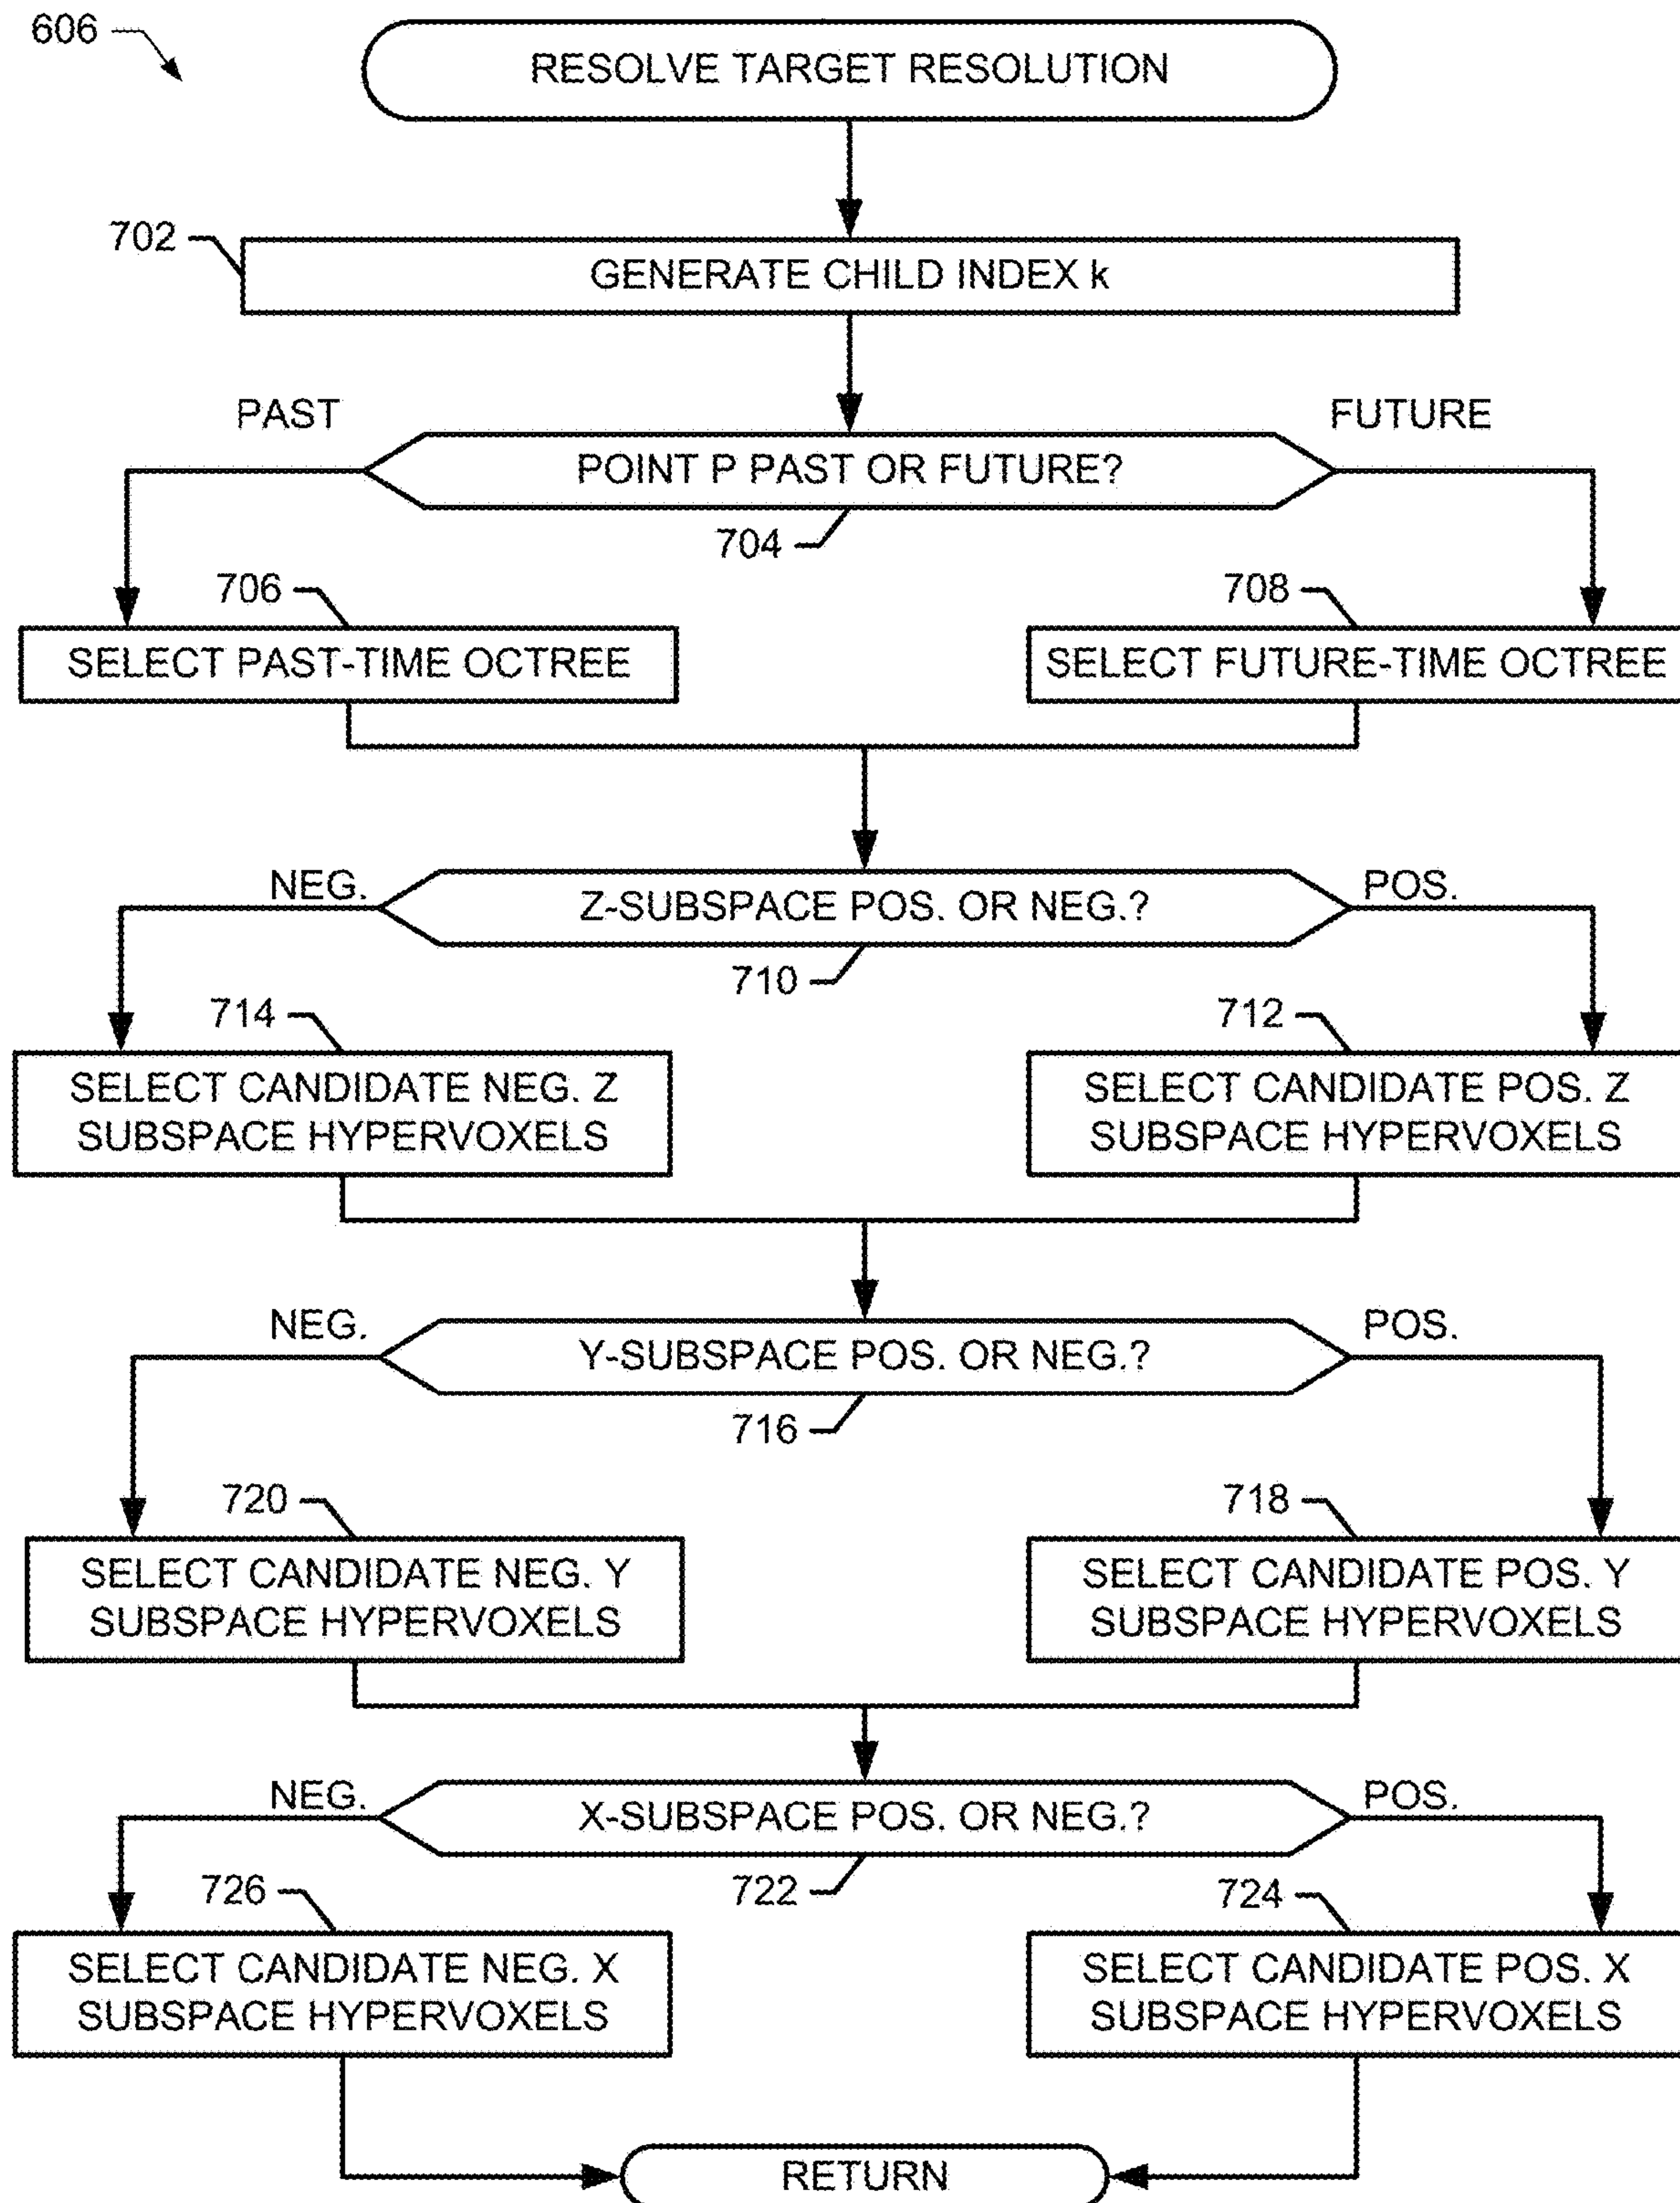 606
RESOLVE TARGET RESOLUTION
702
GENERATE CHILD INDEX k
PAST
FUTURE
POINT P PAST OR FUTURE?
704
706
708
SELECT PAST-TIME OCTREE
SELECT FUTURE-TIME OCTREE
NEG.
POS.
Z-SUBSPACE POS. OR NEG.?
710
714
712
SELECT CANDIDATE NEG. Z
SUBSPACE HYPERVOXELS
SELECT CANDIDATE POS. Z
SUBSPACE HYPERVOXELS
NEG.
POS.
Y-SUBSPACE POS. OR NEG.?
716
720
718
SELECT CANDIDATE NEG. Y
SUBSPACE HYPERVOXELS
SELECT CANDIDATE POS. Y
SUBSPACE HYPERVOXELS
NEG.
POS.
X-SUBSPACE POS. OR NEG.?
722
726
724
SELECT CANDIDATE NEG. X
SUBSPACE HYPERVOXELS
SELECT CANDIDATE POS. X
SUBSPACE HYPERVOXELS
RETURN